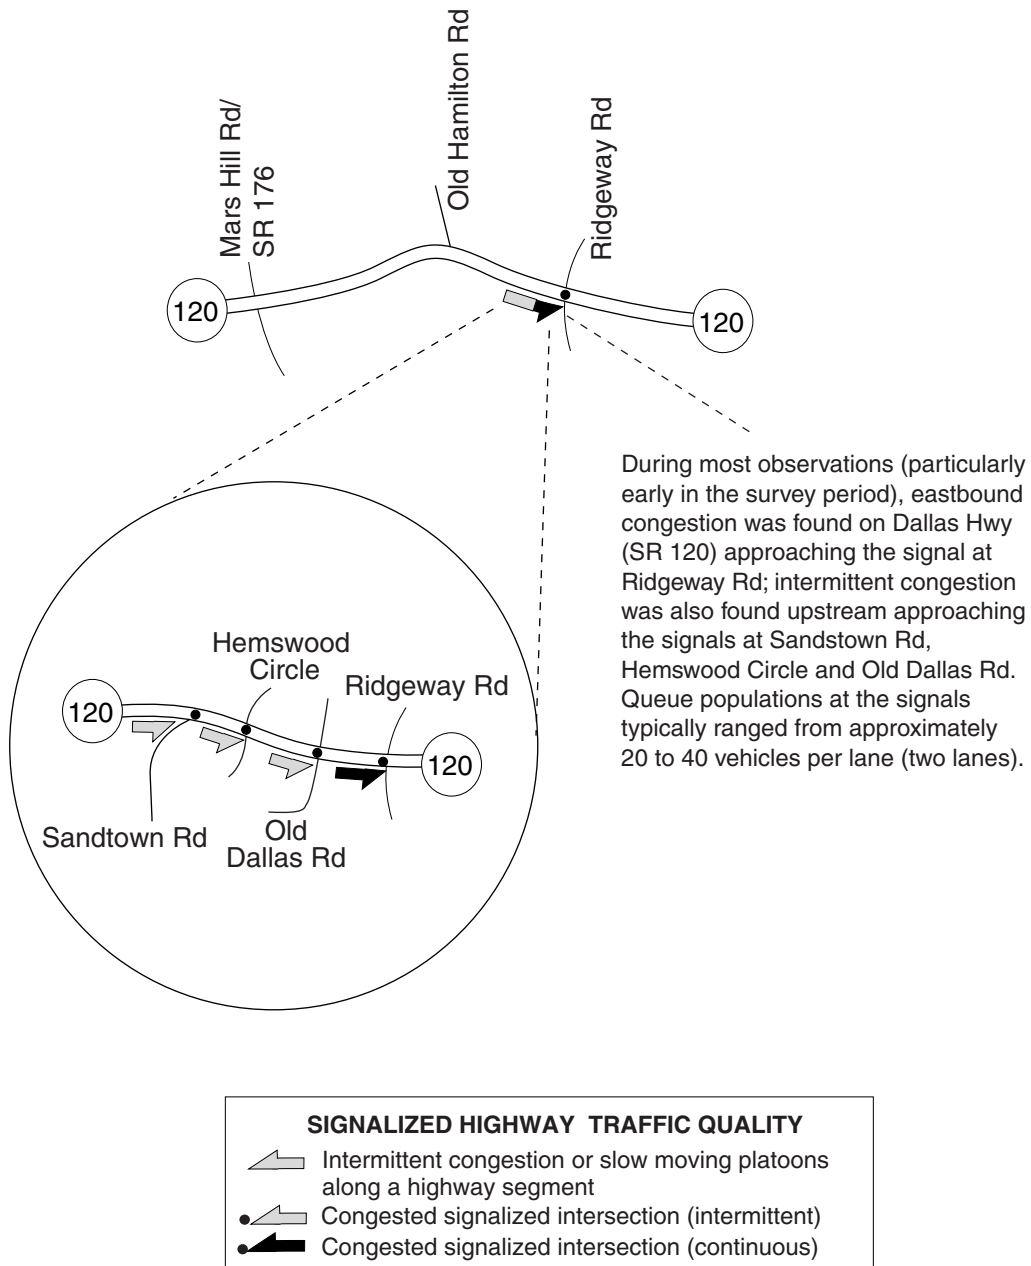 Old Hamilton Rd
Mars Hill Rd/
SR 176
Ridgeway Rd
120
120
During most observations (particularly
early in the survey period), eastbound
congestion was found on Dallas Hwy
(SR 120) approaching the signal at
Ridgeway Rd; intermittent congestion
was also found upstream approaching
the signals at Sandstown Rd,
Hemswood Circle and Old Dallas Rd.
Queue populations at the signals
typically ranged from approximately
20 to 40 vehicles per lane (two lanes).
Hemswood
Circle
Ridgeway Rd
120
120
Sandtown Rd
Old
Dallas Rd
SIGNALIZED HIGHWAY TRAFFIC QUALITY
Intermittent congestion or slow moving platoons
along a highway segment
Congested signalized intersection (intermittent)
Congested signalized intersection (continuous)